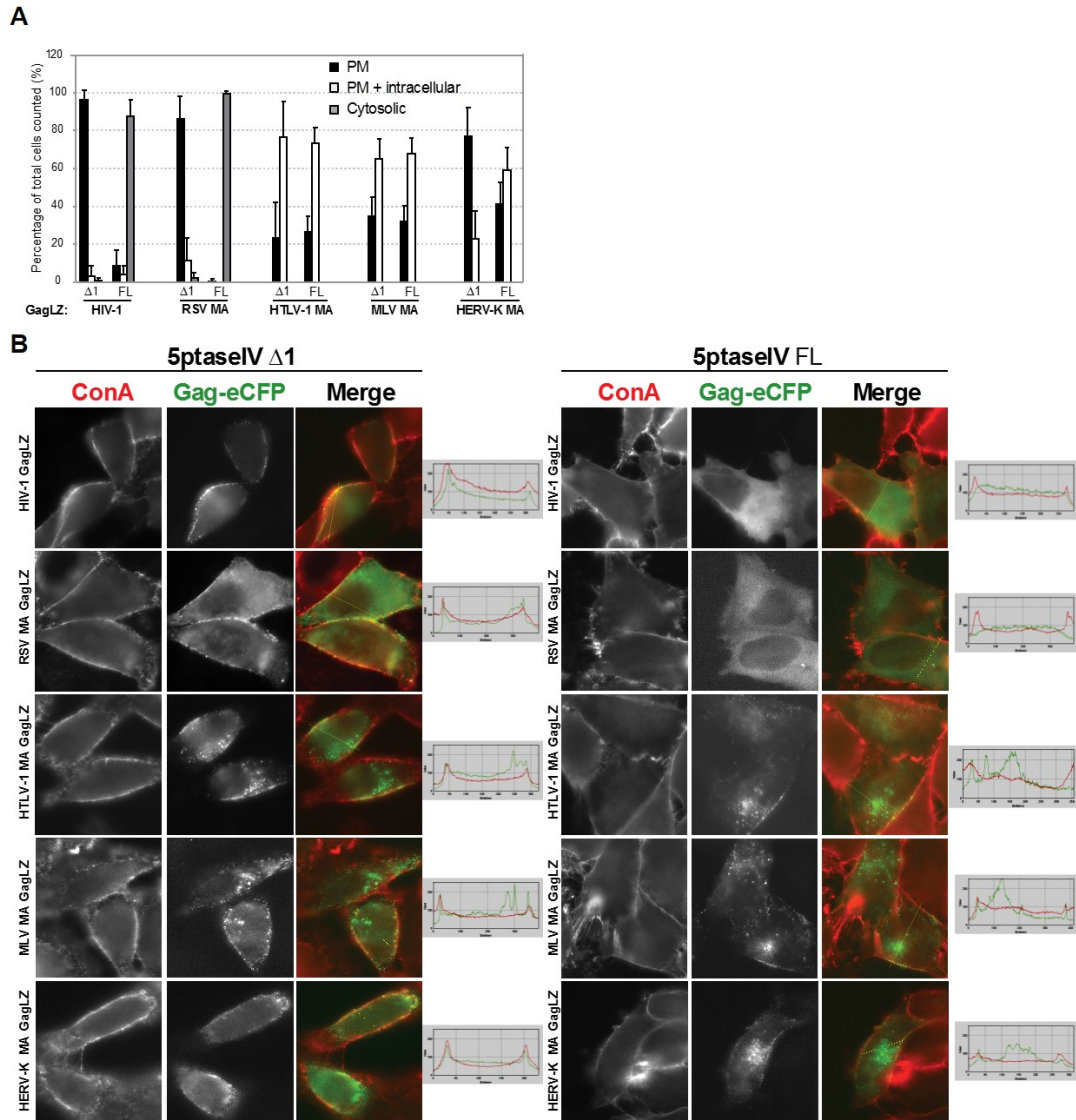 A
Percentage of total cells counted (%)
120
100
80
60
40
20
0
PM
PM + intracellular
Cytosolic
Δ1 FL Δ1 FL Δ1 FL Δ1 FL Δ1 FL
GagLZ: HIV-1 RSV MA HTLV-1 MA MLV MA HERV-K MA
B
5ptaseIV Δ1
5ptaseIV FL
ConA Gag-eCFP Merge
ConA Gag-eCFP Merge
HIV-1 GagLZ
HIV-1 GagLZ
RSV MA GagLZ
RSV MA GagLZ
HTLV-1 MA GagLZ
HTLV-1 MA GagLZ
MLV MA GagLZ
MLV MA GagLZ
HERV-K MA GagLZ
HERV-K MA GagLZ